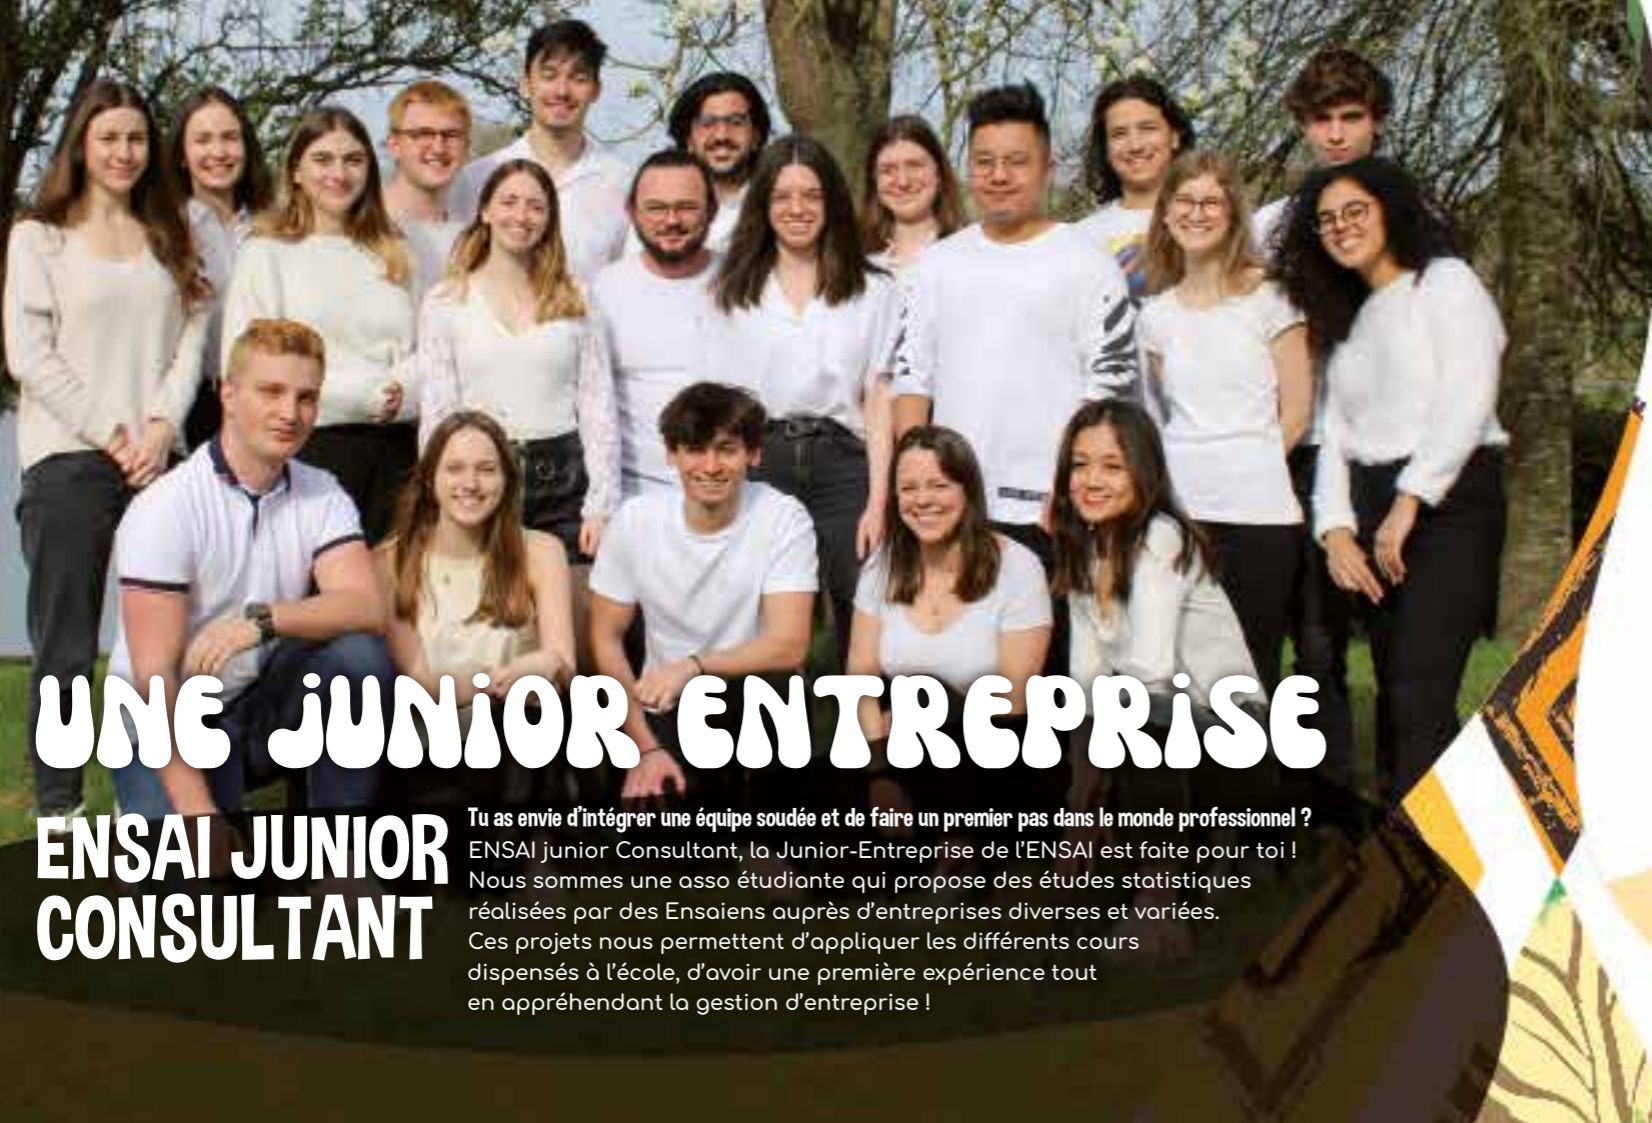 UNE jUNiOR ENTREPRiSE
ENSAI JUNIOR
CONSULTANT
Tu as envie d'intégrer une équipe soudée et de faire un premier pas dans le monde professionnel ?
ENSAI junior Consultant, la Junior-Entreprise de l'ENSAI est faite pour toi !
Nous sommes une asso étudiante qui propose des études statistiques
réalisées par des Ensaiens auprès d'entreprises diverses et variées.
Ces projets nous permettent d'appliquer les différents cours
dispensés à l'école, d'avoir une première expérience tout
en appréhendant la gestion d'entreprise !